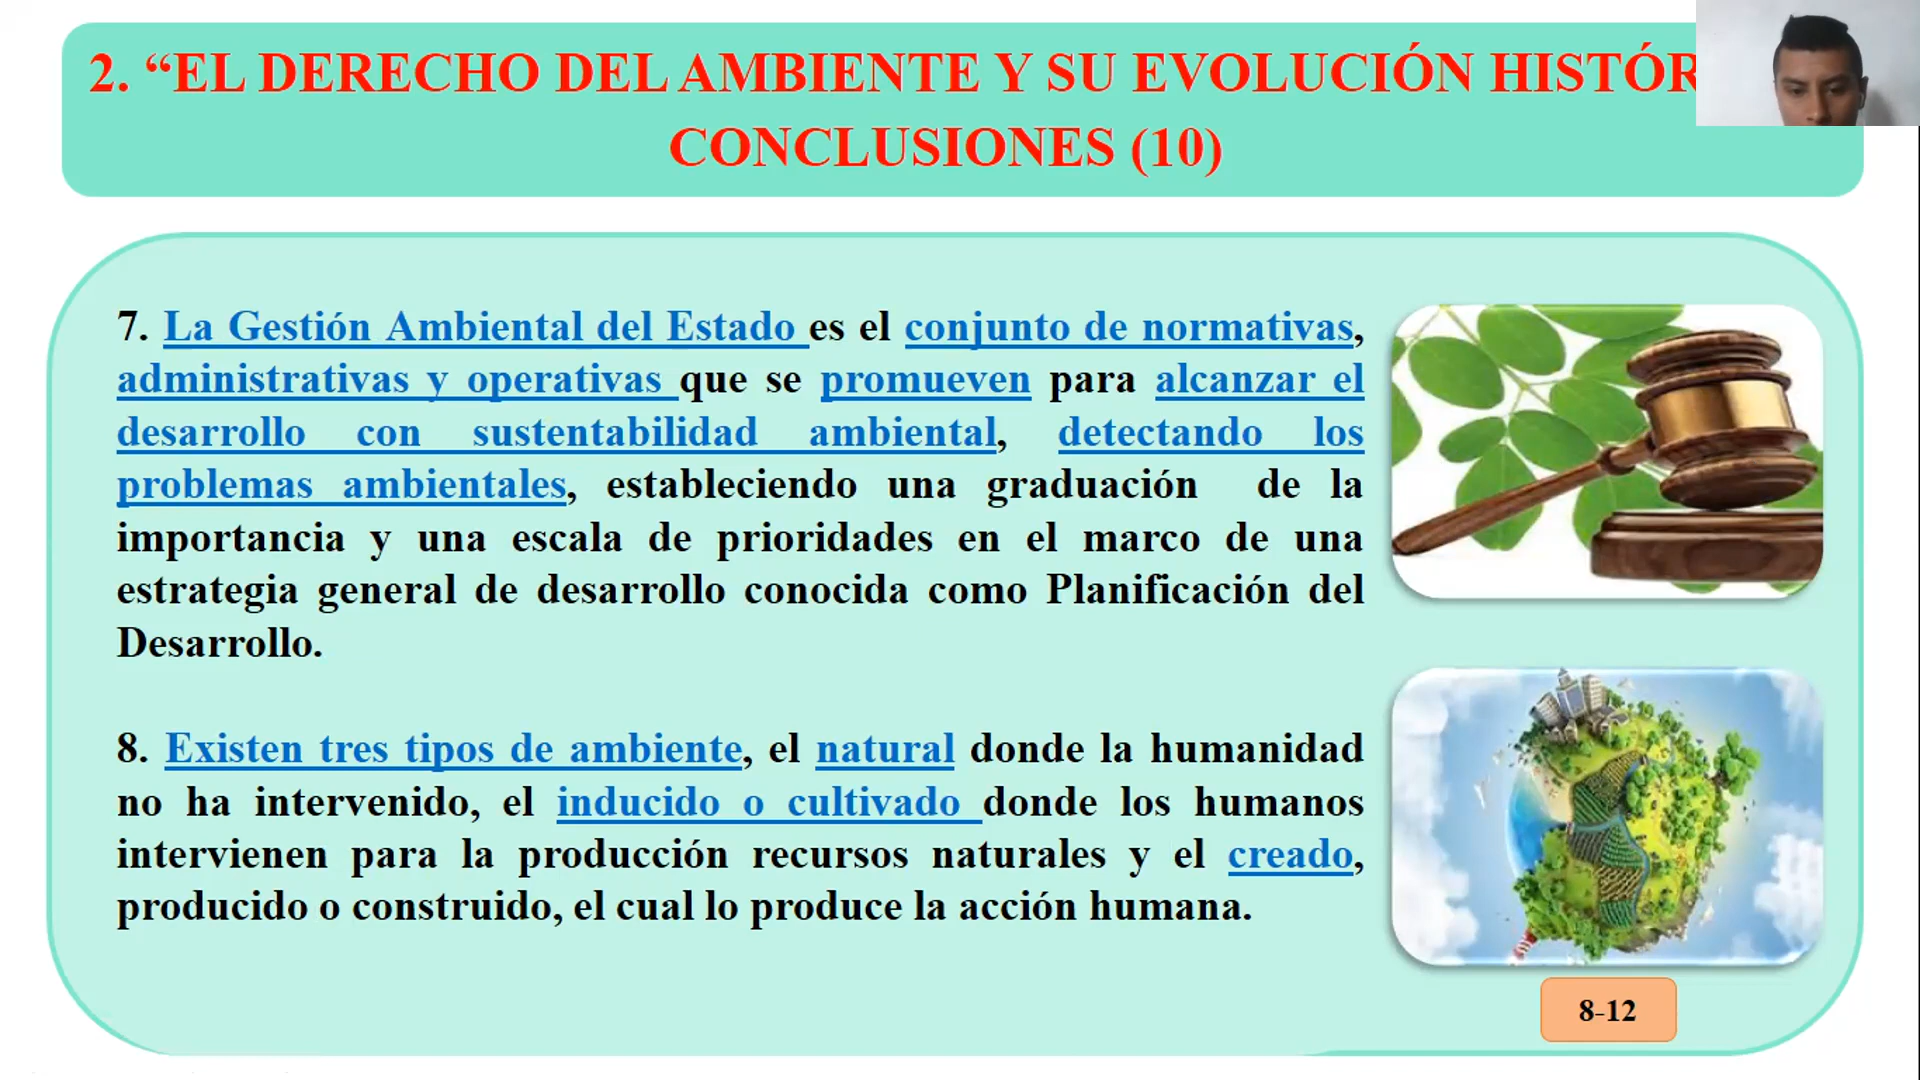 2. “EL DERECHO DEL AMBIENTE Y SU EVOLUCIÓN
CONCLUSIONES (10)
7. La Gestión Ambiental del Estado es el conjunto de normativas,
administrativas y operativas que se promueven para alcanzar el
desarrollo con sustentabilidad ambiental, detectando los
problemas ambientales, estableciendo una graduación de la
importancia y una escala de prioridades en el marco de una
estrategia general de desarrollo conocida como Planificación del
Desarrollo.
8. Existen tres tipos de ambiente, el natural donde la humanidad
no ha intervenido, el inducido o cultivado donde los humanos
intervienen para la producción recursos naturales y el creado,
producido o construido, el cual lo produce la acción humana.
8-12